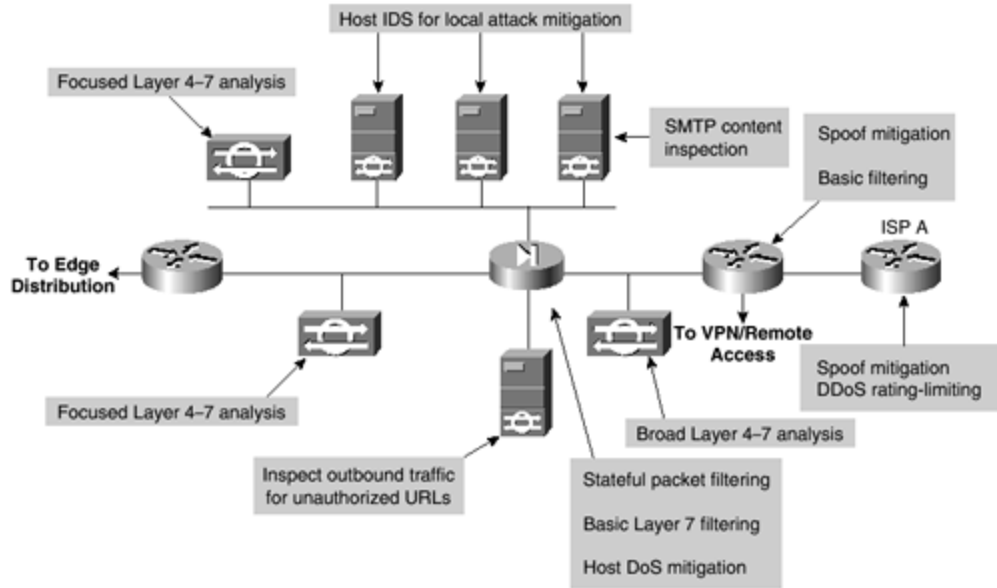 Host IDS for local attack mitigation
Focused Layer 4–7 analysis
SMTP content
inspection
Spoof mitigation
Basic filtering
ISP A
To Edge
Distribution
To VPN/Remote
Access
Spoof mitigation
DDoS rating-limiting
Focused Layer 4–7 analysis
Broad Layer 4–7 analysis
Inspect outbound traffic
for unauthorized URLs
Stateful packet filtering
Basic Layer 7 filtering
Host DoS mitigation